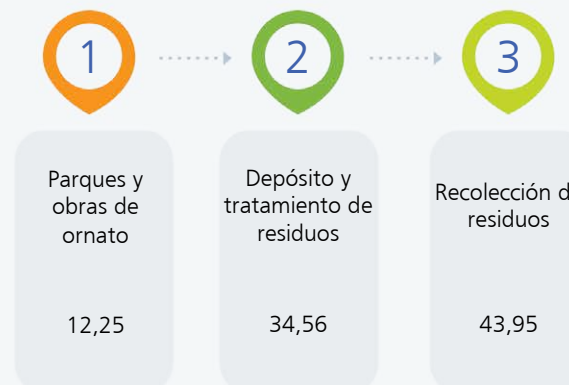 1
2
3
Parques y
obras de
ornato
12,25
Depósito y
tratamiento de
residuos
34,56
Recolección d
residuos
43,95